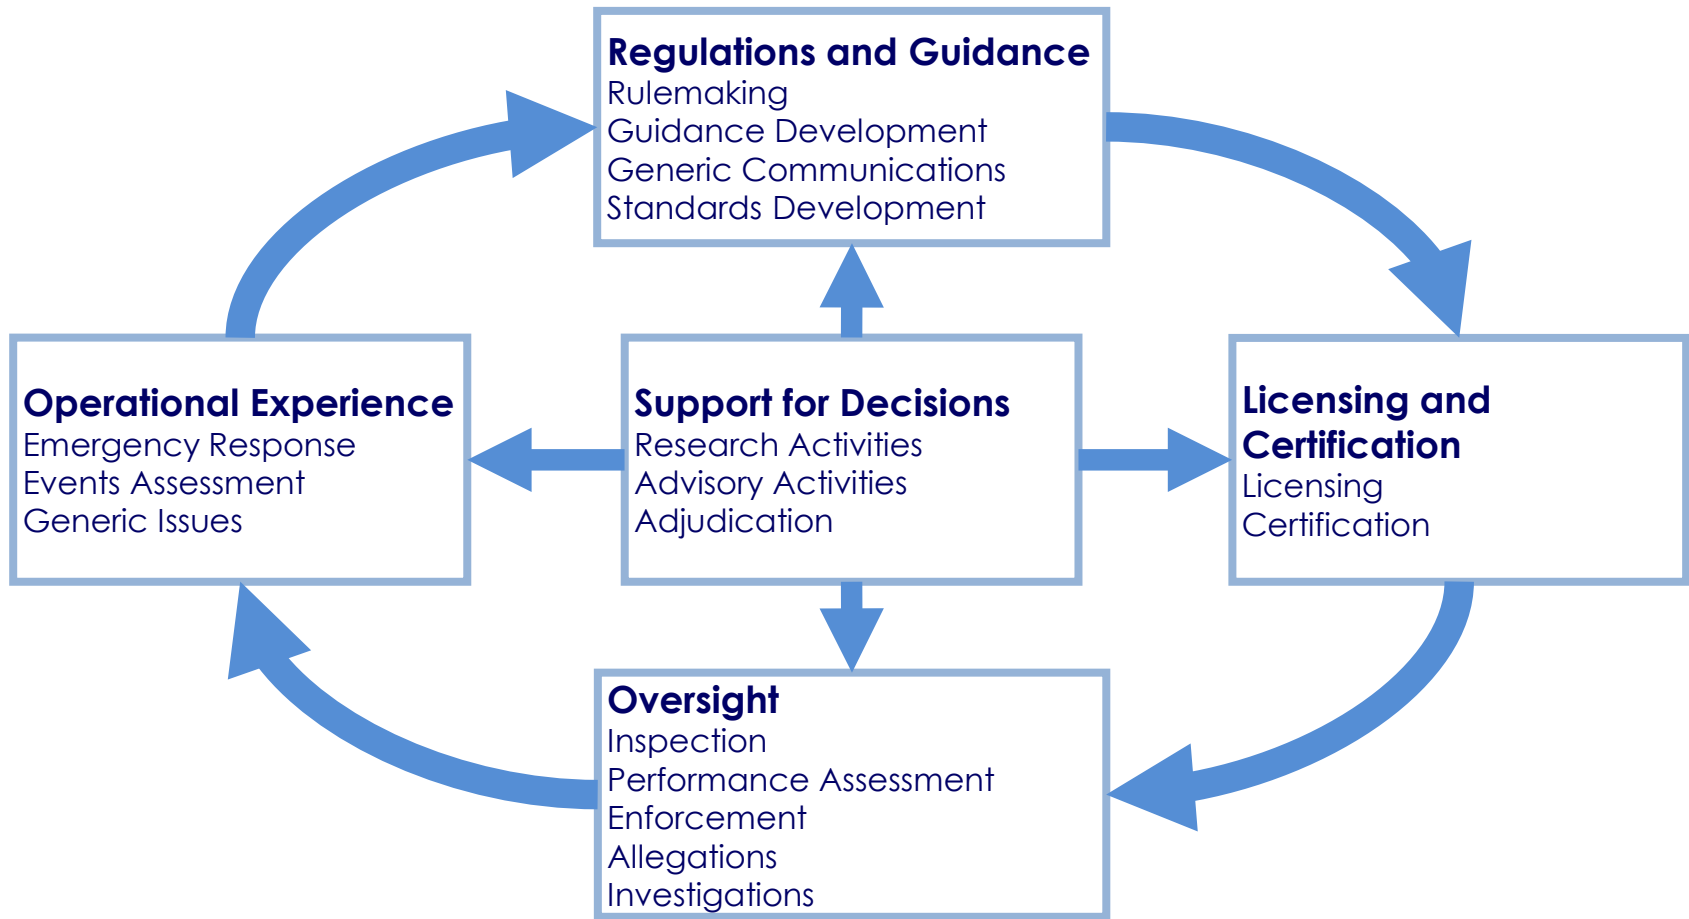 Regulations and Guidance
Rulemaking
Guidance Development
Generic Communications
Standards Development
Operational Experience
Emergency Response
Events Assessment
Generic Issues
Support for Decisions
Research Activities
Advisory Activities
Adjudication
Licensing and
Certification
Licensing
Certification
Oversight
Inspection
Performance Assessment
Enforcement
Allegations
Investigations